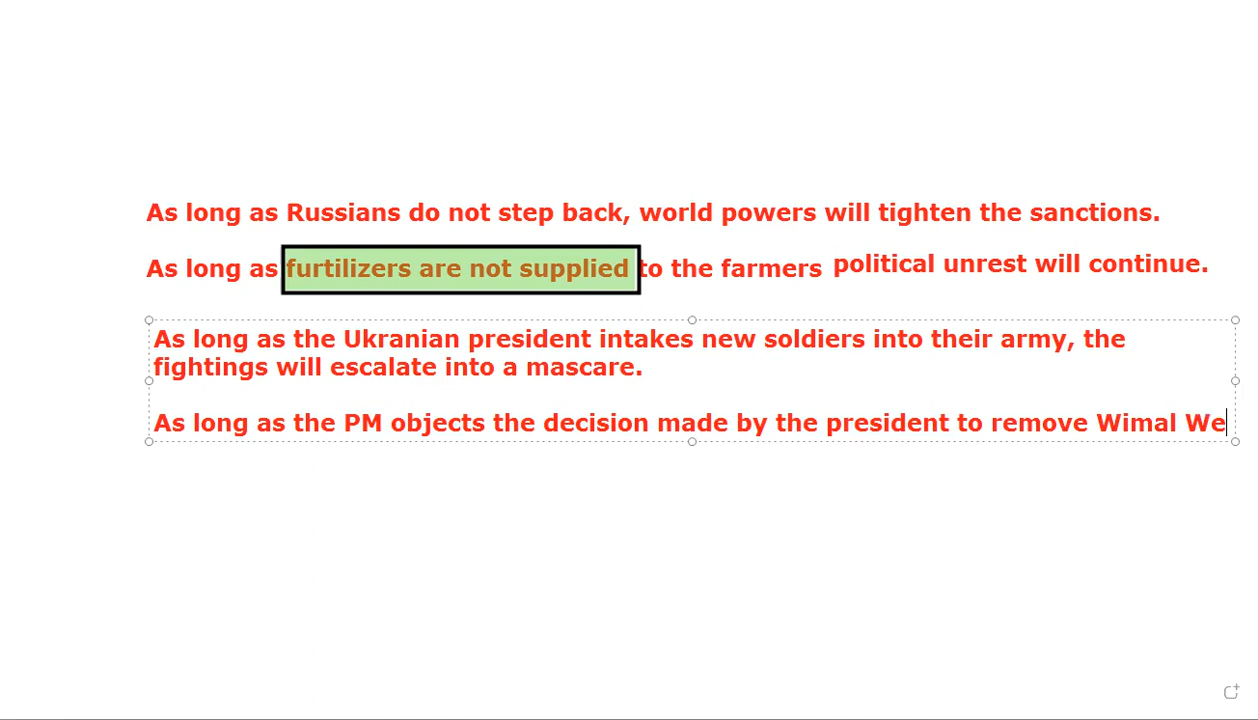 As long as Russians do not step back, world powers will tighten the sanctions.
As long as furtilizers are not supplied to the farmers political unrest will continue.
As long as the Ukranian president intakes new soldiers into their army, the
fightings will escalate into a mascare.
As long as the PM objects the decision made by the president to remove Wimal We